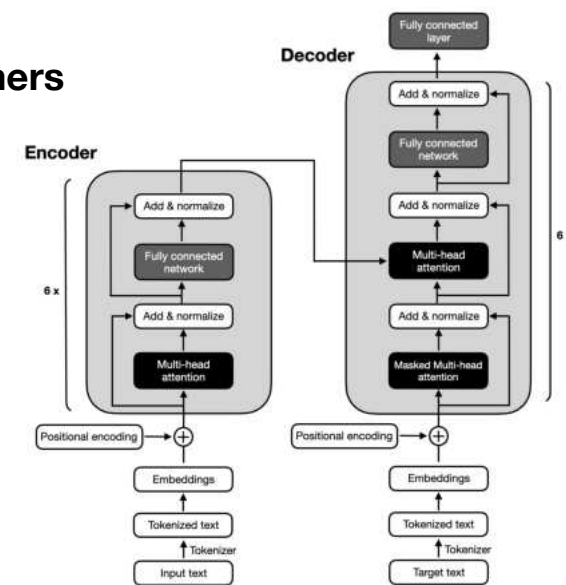 ners
Encoder
6 x
Add & normalize
Fully connected
network
Add & normalize
Multi-head
attention
Positional encoding
+
Embeddings
Tokenized text
Tokenizer
Input text
Decoder
Fully connected
layer
Add & normalize
Fully connected
network
Add & normalize
Multi-head
attention
Add & normalize
Masked Multi-head
attention
6
Positional encoding
+
Embeddings
Tokenized text
Tokenizer
Target text